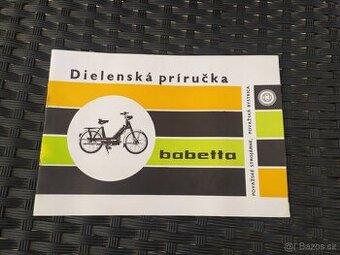 Dielenská príručka
babetta
POVAŽSKÉ STROJÁRNE, POVAŽSKÁ BYSTRICA
Bazos.sk